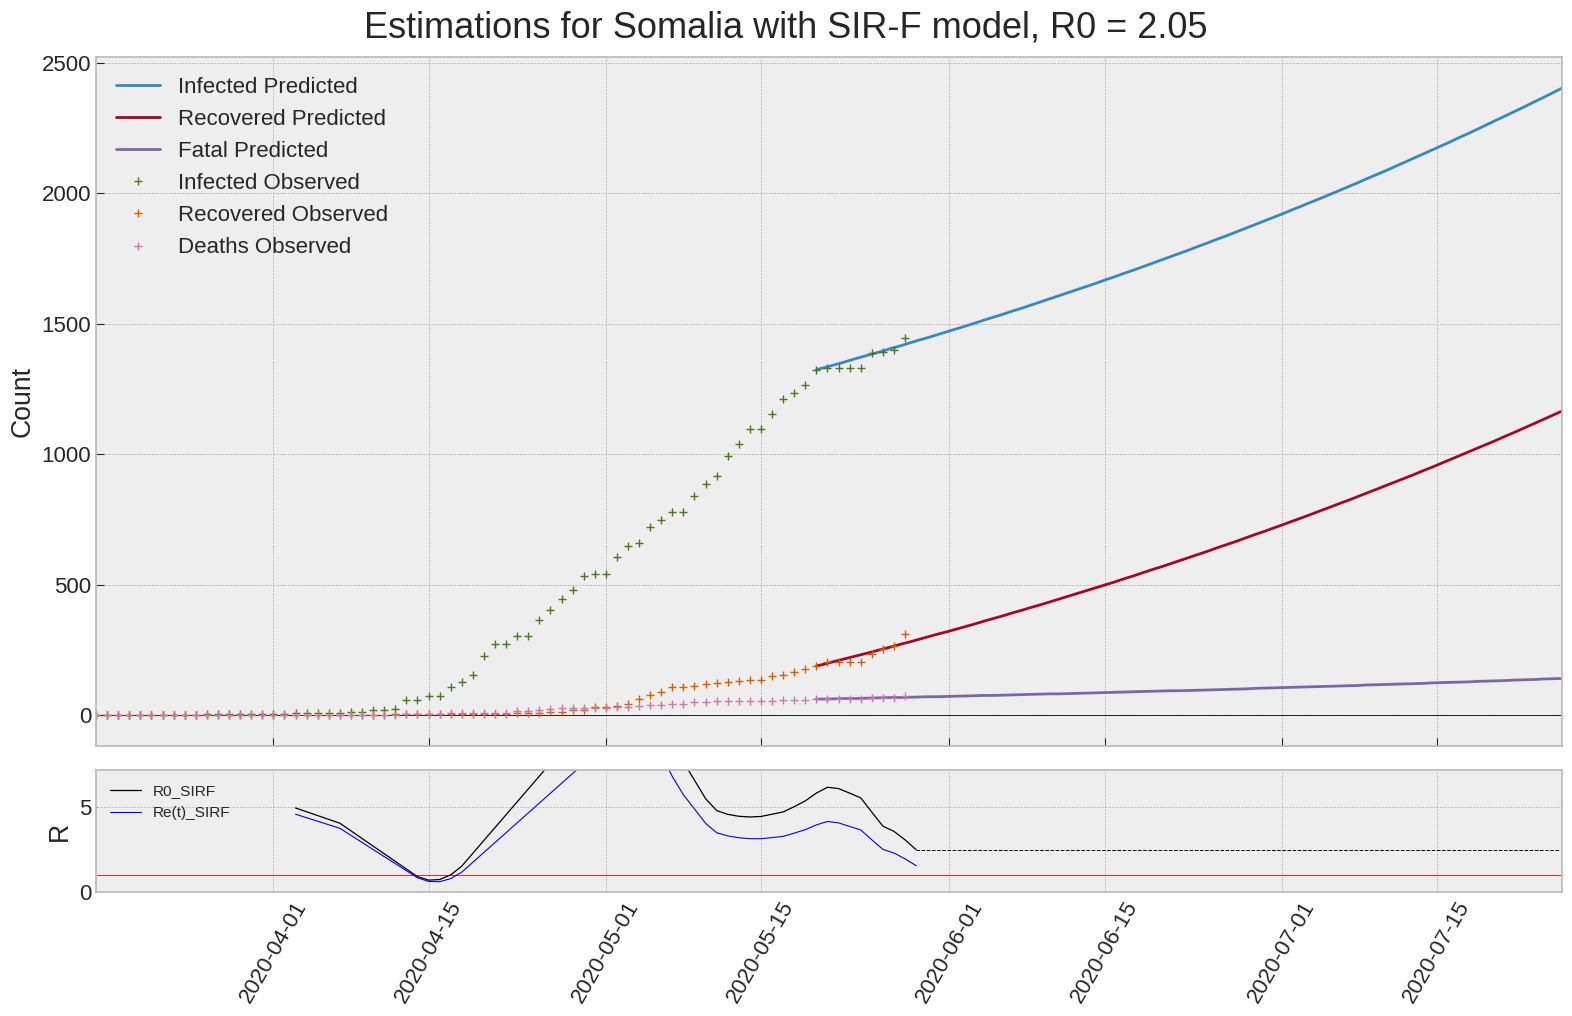 Estimations for Somalia with SIR-F model, R0 = 2.05
2500
2000
1500
1000
500
0
Count
Infected Predicted
Recovered Predicted
Fatal Predicted
Infected Observed
Recovered Observed
Deaths Observed
5
0
R
R0_SIRF
Re(t)_SIRF
2020-04-01
2020-04-15
2020-05-01
2020-05-15
2020-06-01
2020-06-15
2020-07-01
2020-07-15